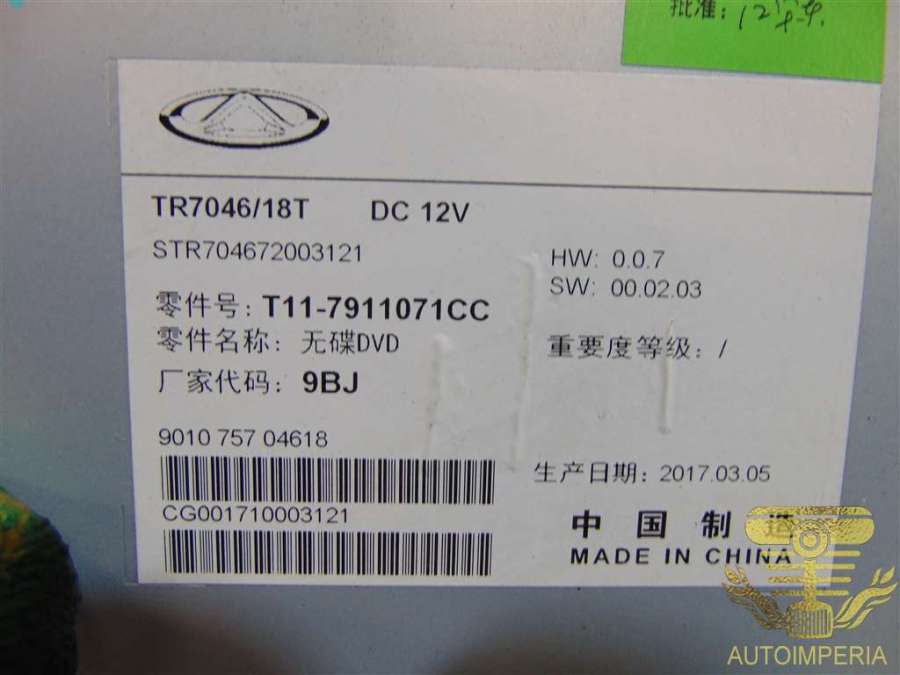 批准:
TR7046/18T DC 12V
STR704672003121
HW: 0.0.7
SW: 00.02.03
零件号: T11-7911071CC
零件名称: 无碟DVD
重要度等级: /
厂家代码: 9BJ
9010 757 04618
生产日期: 2017.03.05
CG001710003121
中国制造
MADE IN CHINA
AUTOIMPERIA